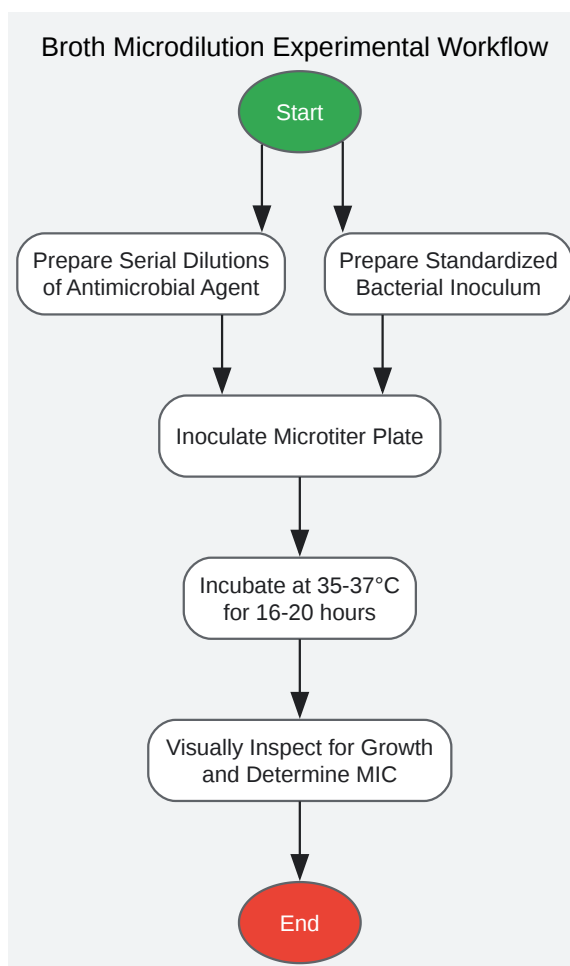 Broth Microdilution Experimental Workflow
Start
Prepare Serial Dilutions
of Antimicrobial Agent
Prepare Standardized
Bacterial Inoculum
Inoculate Microtiter Plate
Incubate at 35-37°C
for 16-20 hours
Visually Inspect for Growth
and Determine MIC
End